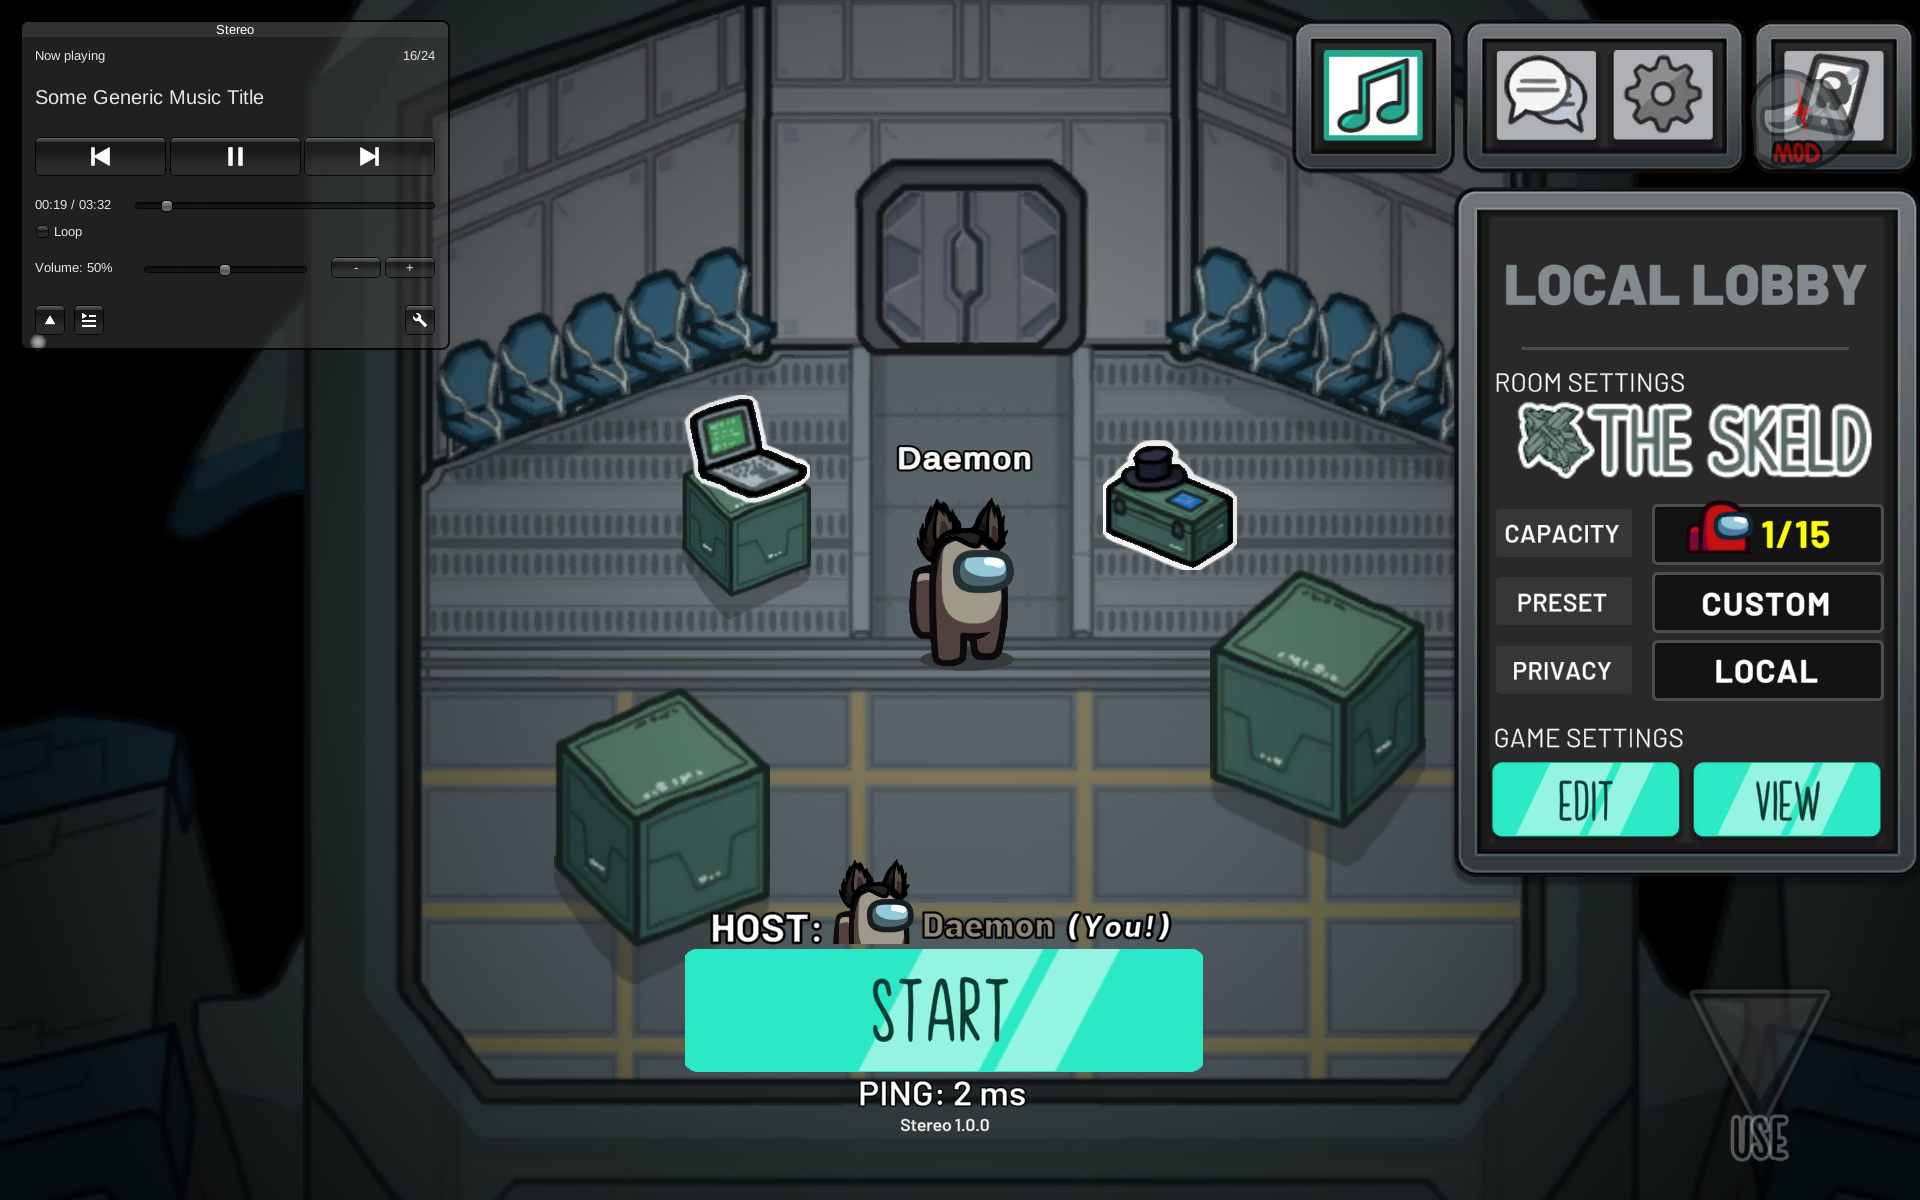 Stereo
Now playing 16/24
Some Generic Music Title
00:19 / 03:32
Loop
Volume: 50% - +
MOD
LOCAL LOBBY
ROOM SETTINGS
THE SKELD
CAPACITY 1/15
PRESET CUSTOM
PRIVACY LOCAL
GAME SETTINGS
EDIT VIEW
Daemon
HOST: Daemon (You!)
START
PING: 2 ms
Stereo 1.0.0
USE